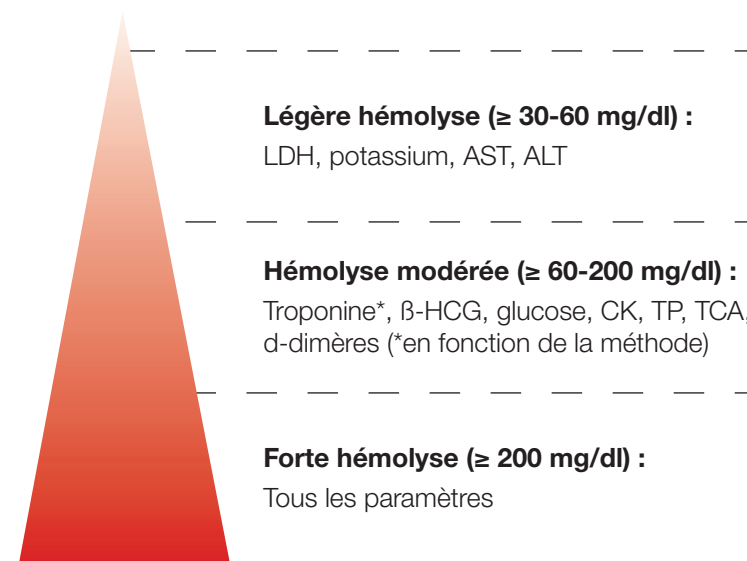 Légère hémolyse (≥ 30-60 mg/dl) :
LDH, potassium, AST, ALT
Hémolyse modérée (≥ 60-200 mg/dl) :
Troponine*, ß-HCG, glucose, CK, TP, TCA,
d-dimères (*en fonction de la méthode)
Forte hémolyse (≥ 200 mg/dl) :
Tous les paramètres